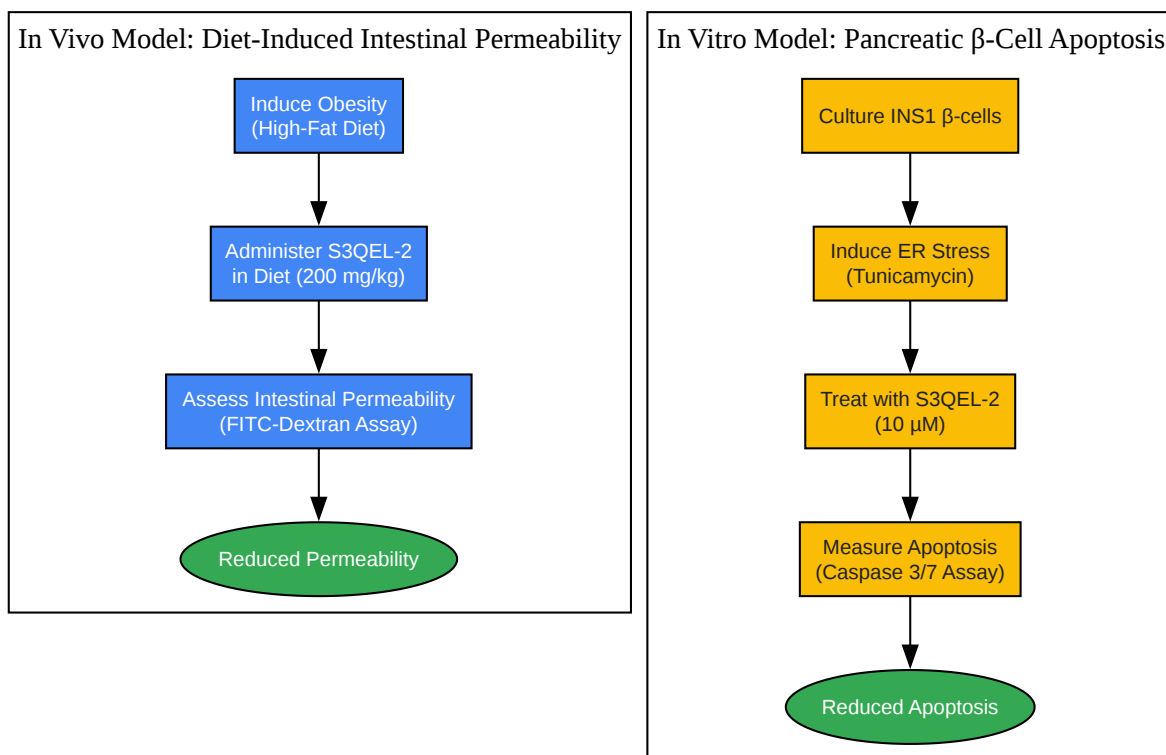 In Vivo Model: Diet-Induced Intestinal Permeability
Induce Obesity
(High-Fat Diet)
Administer S3QEL-2
in Diet (200 mg/kg)
Assess Intestinal Permeability
(FITC-Dextran Assay)
Reduced Permeability
In Vitro Model: Pancreatic β-Cell Apoptosis
Culture INS1 β-cells
Induce ER Stress
(Tunicamycin)
Treat with S3QEL-2
(10 µM)
Measure Apoptosis
(Caspase 3/7 Assay)
Reduced Apoptosis